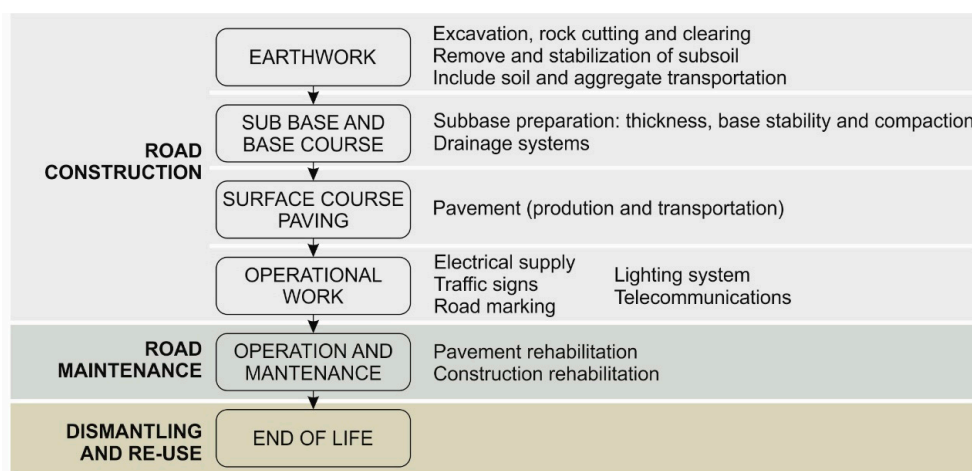 EARTHWORK
Excavation, rock cutting and clearing
Remove and stabilization of subsoil
Include soil and aggregate transportation
ROAD
CONSTRUCTION
SUB BASE AND
BASE COURSE
Subbase preparation: thickness, base stability and compaction
Drainage systems
SURFACE COURSE
PAVING
Pavement (prodution and transportation)
OPERATIONAL
WORK
Electrical supply
Traffic signs
Road marking
Lighting system
Telecommunications
ROAD
MAINTENANCE
OPERATION AND
MANTENANCE
Pavement rehabilitation
Construction rehabilitation
DISMANTLING
AND RE-USE
END OF LIFE